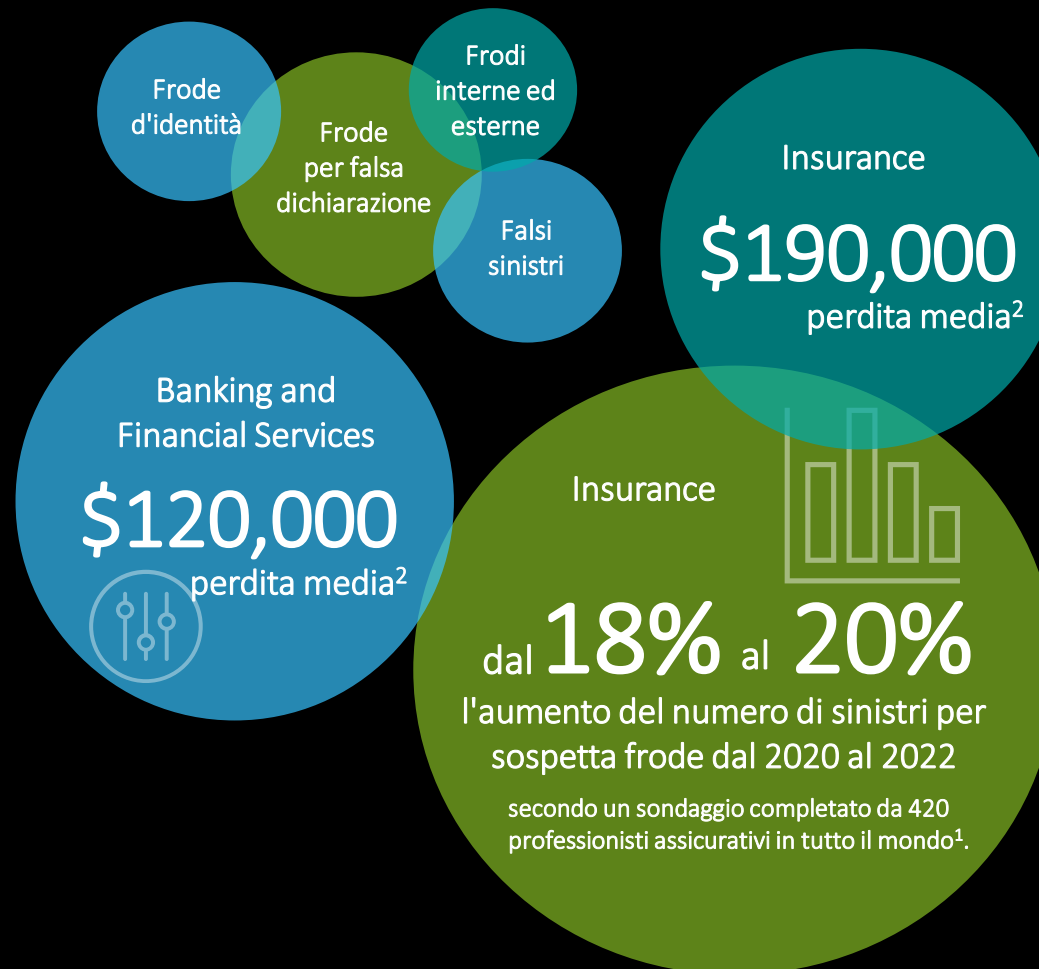 Frode
d'identità
Frode
per falsa
dichiarazione
Frodi
interne ed
esterne
Falsi
sinistri
Insurance
$190,000
perdita media²
Banking and
Financial Services
$120,000
perdita media²
Insurance
dal 18% al 20%
l'aumento del numero di sinistri per
sospetta frode dal 2020 al 2022
secondo un sondaggio completato da 420
professionisti assicurativi in tutto il mondo¹.